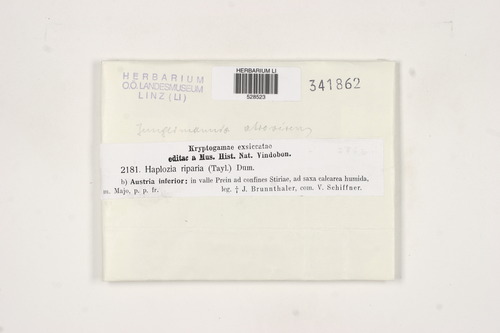 HERBARIUM
O.Ö. LANDESMUSEUM
LINZ (LI)
HERBARIUM LI
528523
341862
Jungermannia
Kryptogamae exsiccatae
editae a Mus. Hist. Nat. Vindobon.
2181. Haplozia riparia (Tayl.) Dum.
b) Austria inferior; in valle Prein ad confines Stiriae, ad saxa calcarea humida,
m. Majo, p. p. fr. leg. † J. Brunnthaler, com. V. Schiffner.